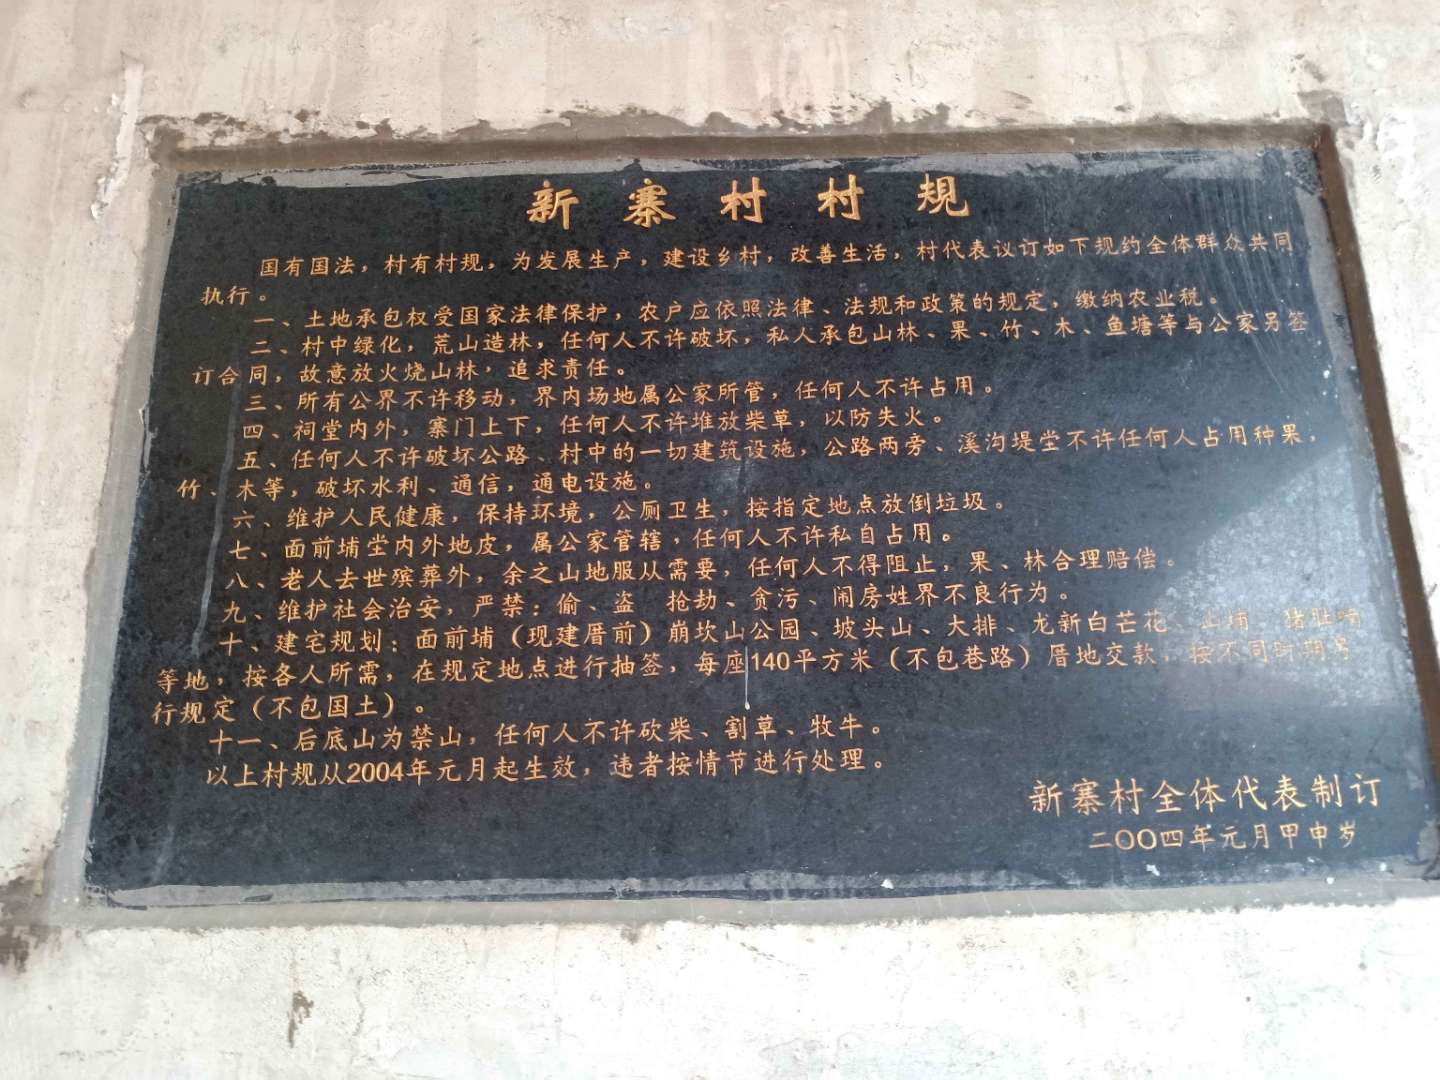 新寨村村规
国有国法，村有村规，为发展生产，建设乡村，改善生活，村代表议订如下规约全体群众共同
执行。
一、土地承包权受国家法律保护，农户应依照法律、法规和政策的规定，缴纳农业税。
二、村中绿化，荒山造林，任何人不许破坏，私人承包山林、果、竹、木、鱼塘等与公家另签
订合同，故意放火烧山林，追求责任。
三、所有公界不许移动，界内场地属公家所管，任何人不许占用。
四、祠堂内外，寨门上下，任何人不许堆放柴草，以防失火。
五、任何人不许破坏公路、村中的一切建筑设施，公路两旁、溪沟堤坣不许任何人占用种果，
竹、木等，破坏水利、通信，通电设施。
六、维护人民健康，保持环境，公厕卫生，按指定地点放倒垃圾。
七、面前埔坣内外地皮，属公家管辖，任何人不许私自占用。
八、老人去世殡葬外，余之山地服从需要，任何人不得阻止，果、林合理赔偿。
九、维护社会治安，严禁：偷、盗 抢劫、贪污、闹房姓界不良行为。
十、建宅规划：面前埔（现建厝前）崩坎山公园、坡头山、大排、龙新白芒花、
等地，按各人所需，在规定地点进行抽签，每座140平方米（不包巷路）厝地交款，按不同时期另
行规定（不包国土）。
十一、后底山为禁山，任何人不许砍柴、割草、牧牛。
以上村规从2004年元月起生效，违者按情节进行处理。
新寨村全体代表制订
二〇〇四年元月甲申岁